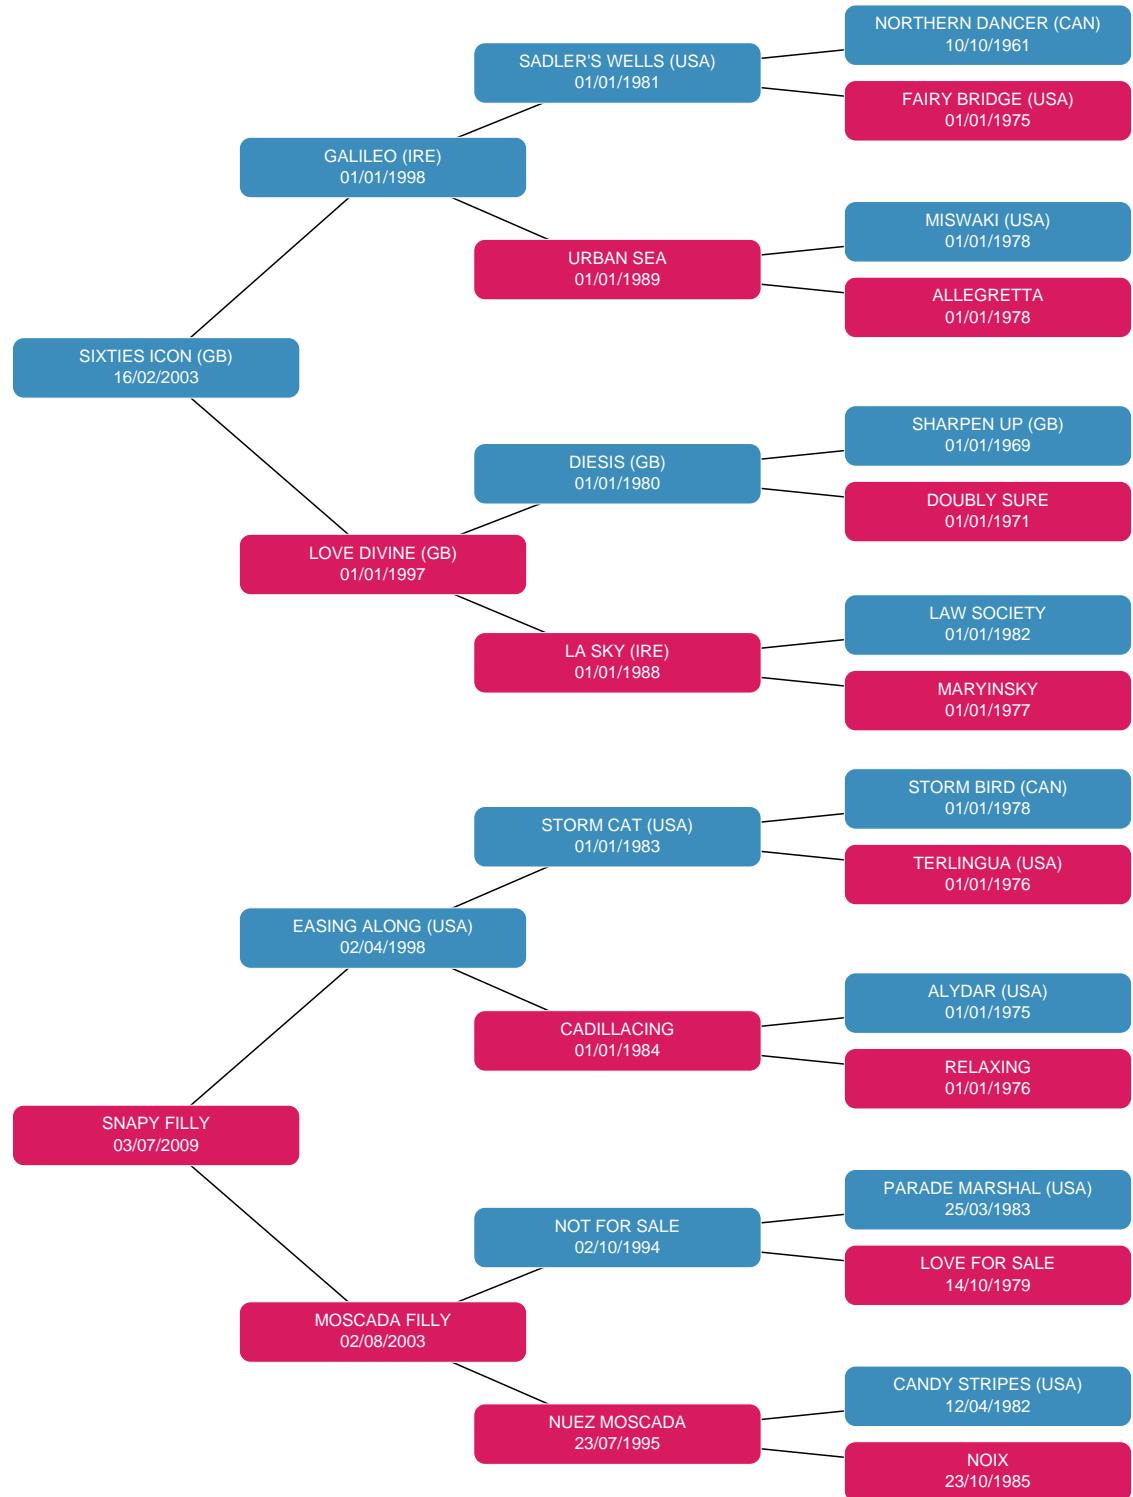 NORTHERN DANCER (CAN)
10/10/1961
SADLER'S WELLS (USA)
01/01/1981
FAIRY BRIDGE (USA)
01/01/1975
GALILEO (IRE)
01/01/1998
MISWAKI (USA)
01/01/1978
URBAN SEA
01/01/1989
ALLEGRETTA
01/01/1978
SIXTIES ICON (GB)
16/02/2003
SHARPEN UP (GB)
01/01/1969
DIESIS (GB)
01/01/1980
DOUBLY SURE
01/01/1971
LOVE DIVINE (GB)
01/01/1997
LAW SOCIETY
01/01/1982
LA SKY (IRE)
01/01/1988
MARYINSKY
01/01/1977
STORM BIRD (CAN)
01/01/1978
STORM CAT (USA)
01/01/1983
TERLINGUA (USA)
01/01/1976
EASING ALONG (USA)
02/04/1998
ALYDAR (USA)
01/01/1975
CADILLACING
01/01/1984
RELAXING
01/01/1976
SNAPY FILLY
03/07/2009
PARADE MARSHAL (USA)
25/03/1983
NOT FOR SALE
02/10/1994
LOVE FOR SALE
14/10/1979
MOSCADA FILLY
02/08/2003
CANDY STRIPES (USA)
12/04/1982
NUEZ MOSCADA
23/07/1995
NOIX
23/10/1985